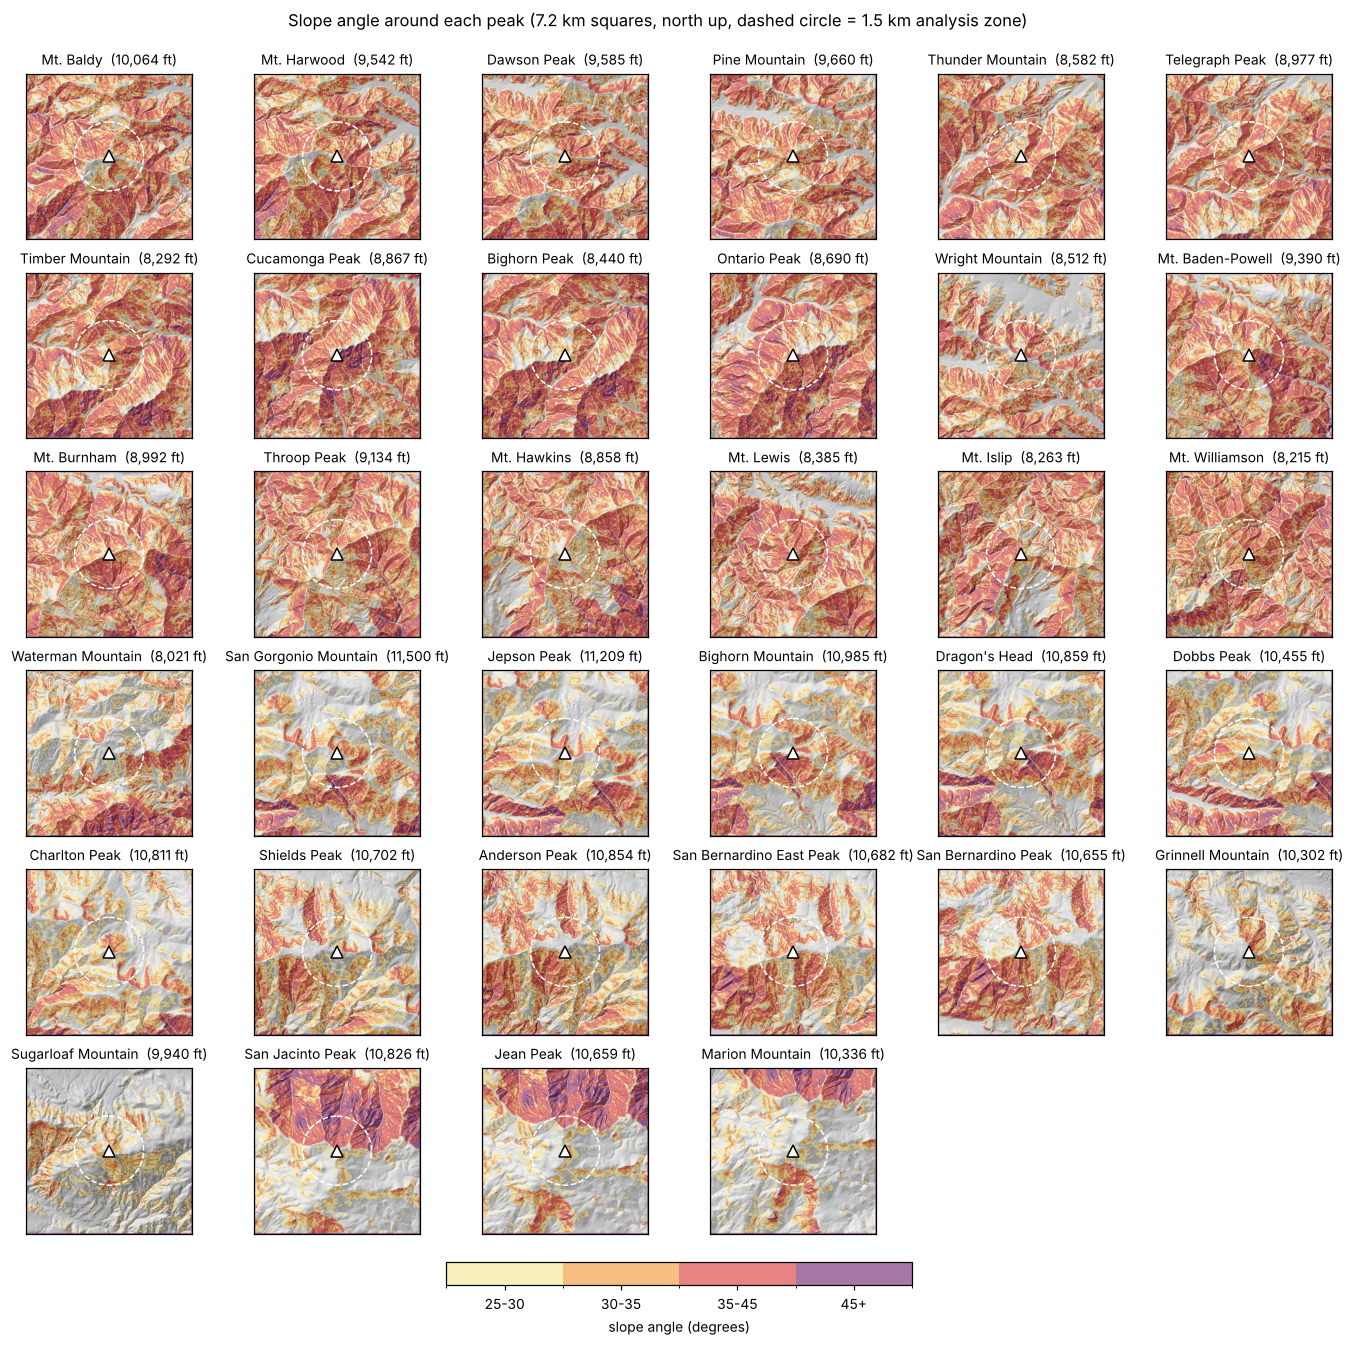 Slope angle around each peak (7.2 km squares, north up, dashed circle = 1.5 km analysis zone)
Mt. Baldy (10,064 ft)
Mt. Harwood (9,542 ft)
Dawson Peak (9,585 ft)
Pine Mountain (9,660 ft)
Thunder Mountain (8,582 ft)
Telegraph Peak (8,977 ft)
Timber Mountain (8,292 ft)
Cucamonga Peak (8,867 ft)
Bighorn Peak (8,440 ft)
Ontario Peak (8,690 ft)
Wright Mountain (8,512 ft)
Mt. Baden-Powell (9,390 ft)
Mt. Burnham (8,992 ft)
Throop Peak (9,134 ft)
Mt. Hawkins (8,858 ft)
Mt. Lewis (8,385 ft)
Mt. Islip (8,263 ft)
Mt. Williamson (8,215 ft)
Waterman Mountain (8,021 ft)
San Gorgonio Mountain (11,500 ft)
Jepson Peak (11,209 ft)
Bighorn Mountain (10,985 ft)
Dragon's Head (10,859 ft)
Dobbs Peak (10,455 ft)
Charlton Peak (10,811 ft)
Shields Peak (10,702 ft)
Anderson Peak (10,854 ft)
San Bernardino East Peak (10,682 ft)
San Bernardino Peak (10,655 ft)
Grinnell Mountain (10,302 ft)
Sugarloaf Mountain (9,940 ft)
San Jacinto Peak (10,826 ft)
Jean Peak (10,659 ft)
Marion Mountain (10,336 ft)
25-30 30-35 35-45 45+
slope angle (degrees)